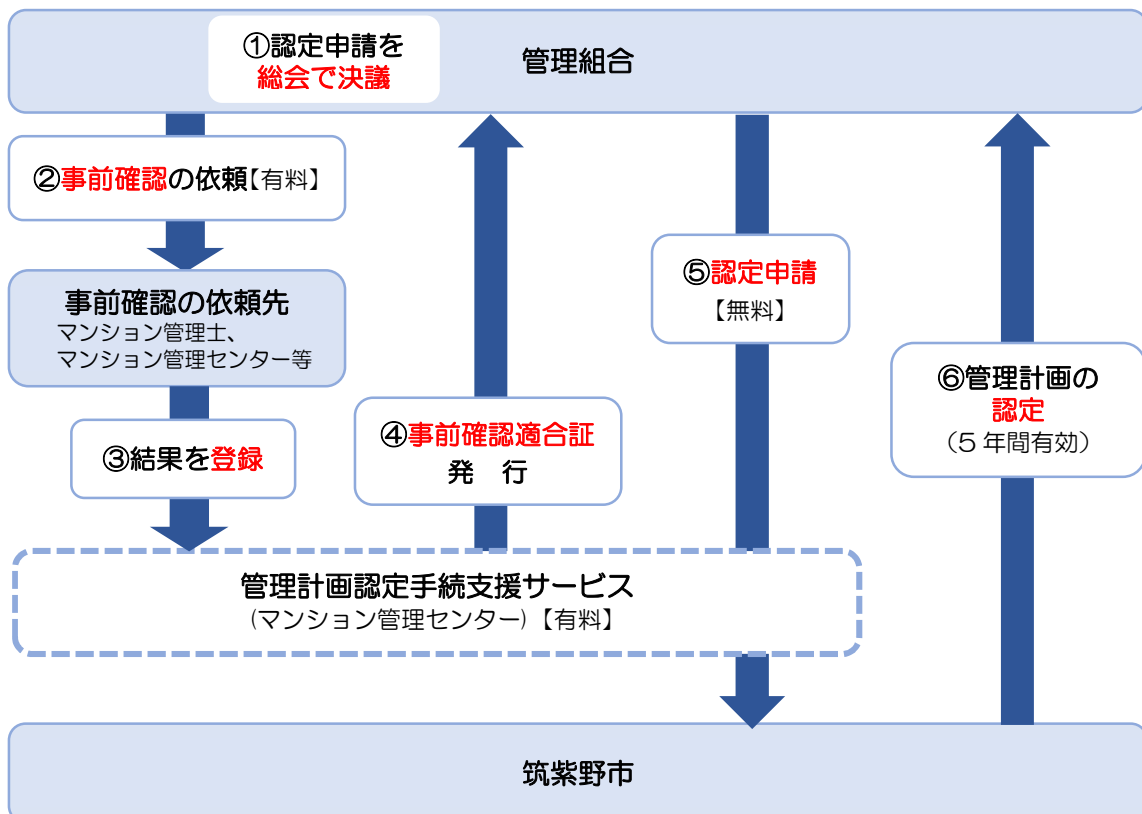 ①認定申請を
総会で決議
管理組合
②事前確認の依頼【有料】
事前確認の依頼先
マンション管理士、
マンション管理センター等
③結果を登録
④事前確認適合証
発　行
⑤認定申請
【無料】
⑥管理計画の
認定
（５年間有効）
管理計画認定手続支援サービス
(マンション管理センター)【有料】
筑紫野市